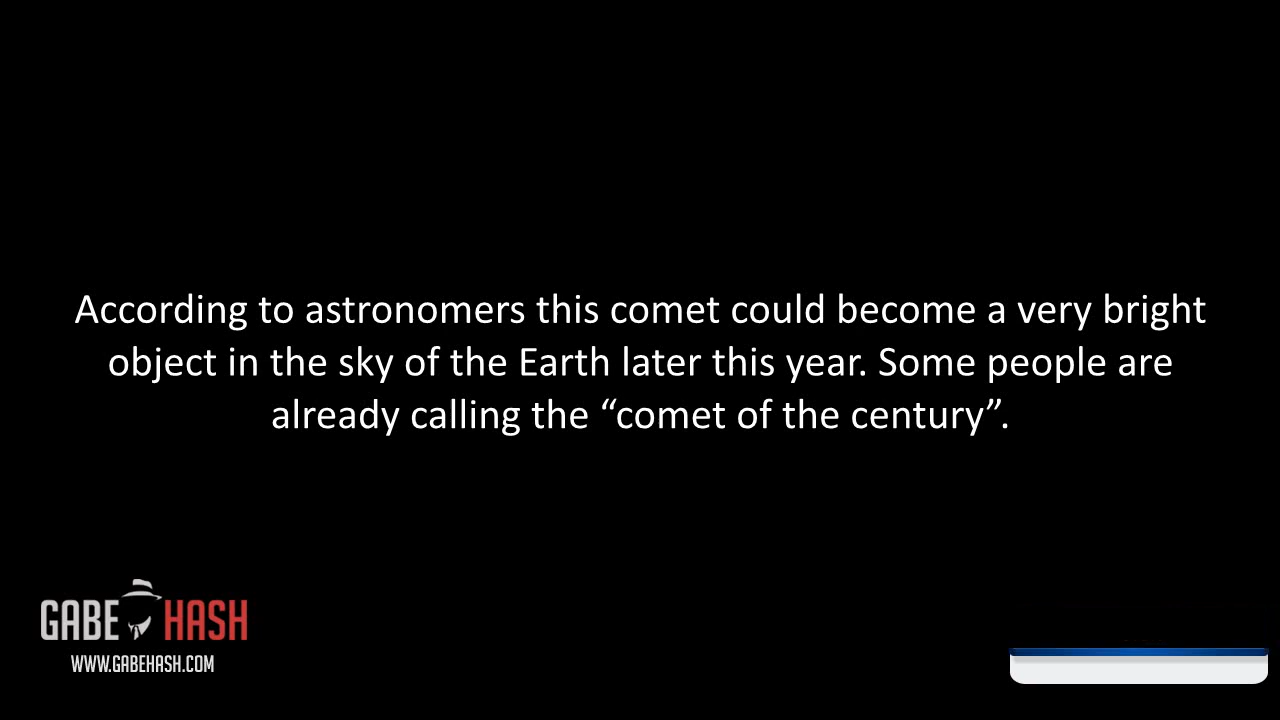 According to astronomers this comet could become a very bright
object in the sky of the Earth later this year. Some people are
already calling the “comet of the century”.
GABE HASH
WWW.GABEHASH.COM